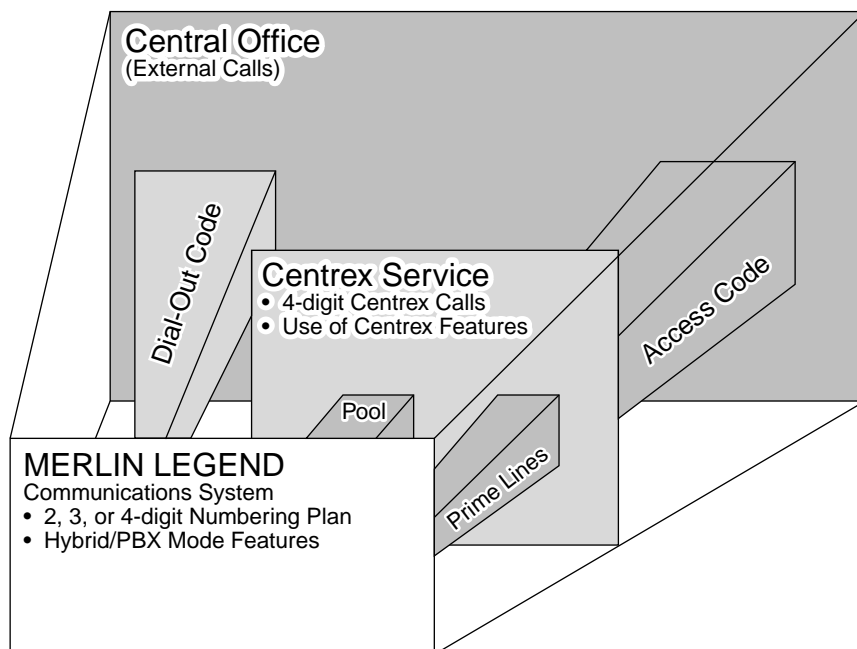 Central Office
(External Calls)
Dial-Out Code
Centrex Service
• 4-digit Centrex Calls
• Use of Centrex Features
Access Code
Pool
Prime Lines
MERLIN LEGEND
Communications System
• 2, 3, or 4-digit Numbering Plan
• Hybrid/PBX Mode Features